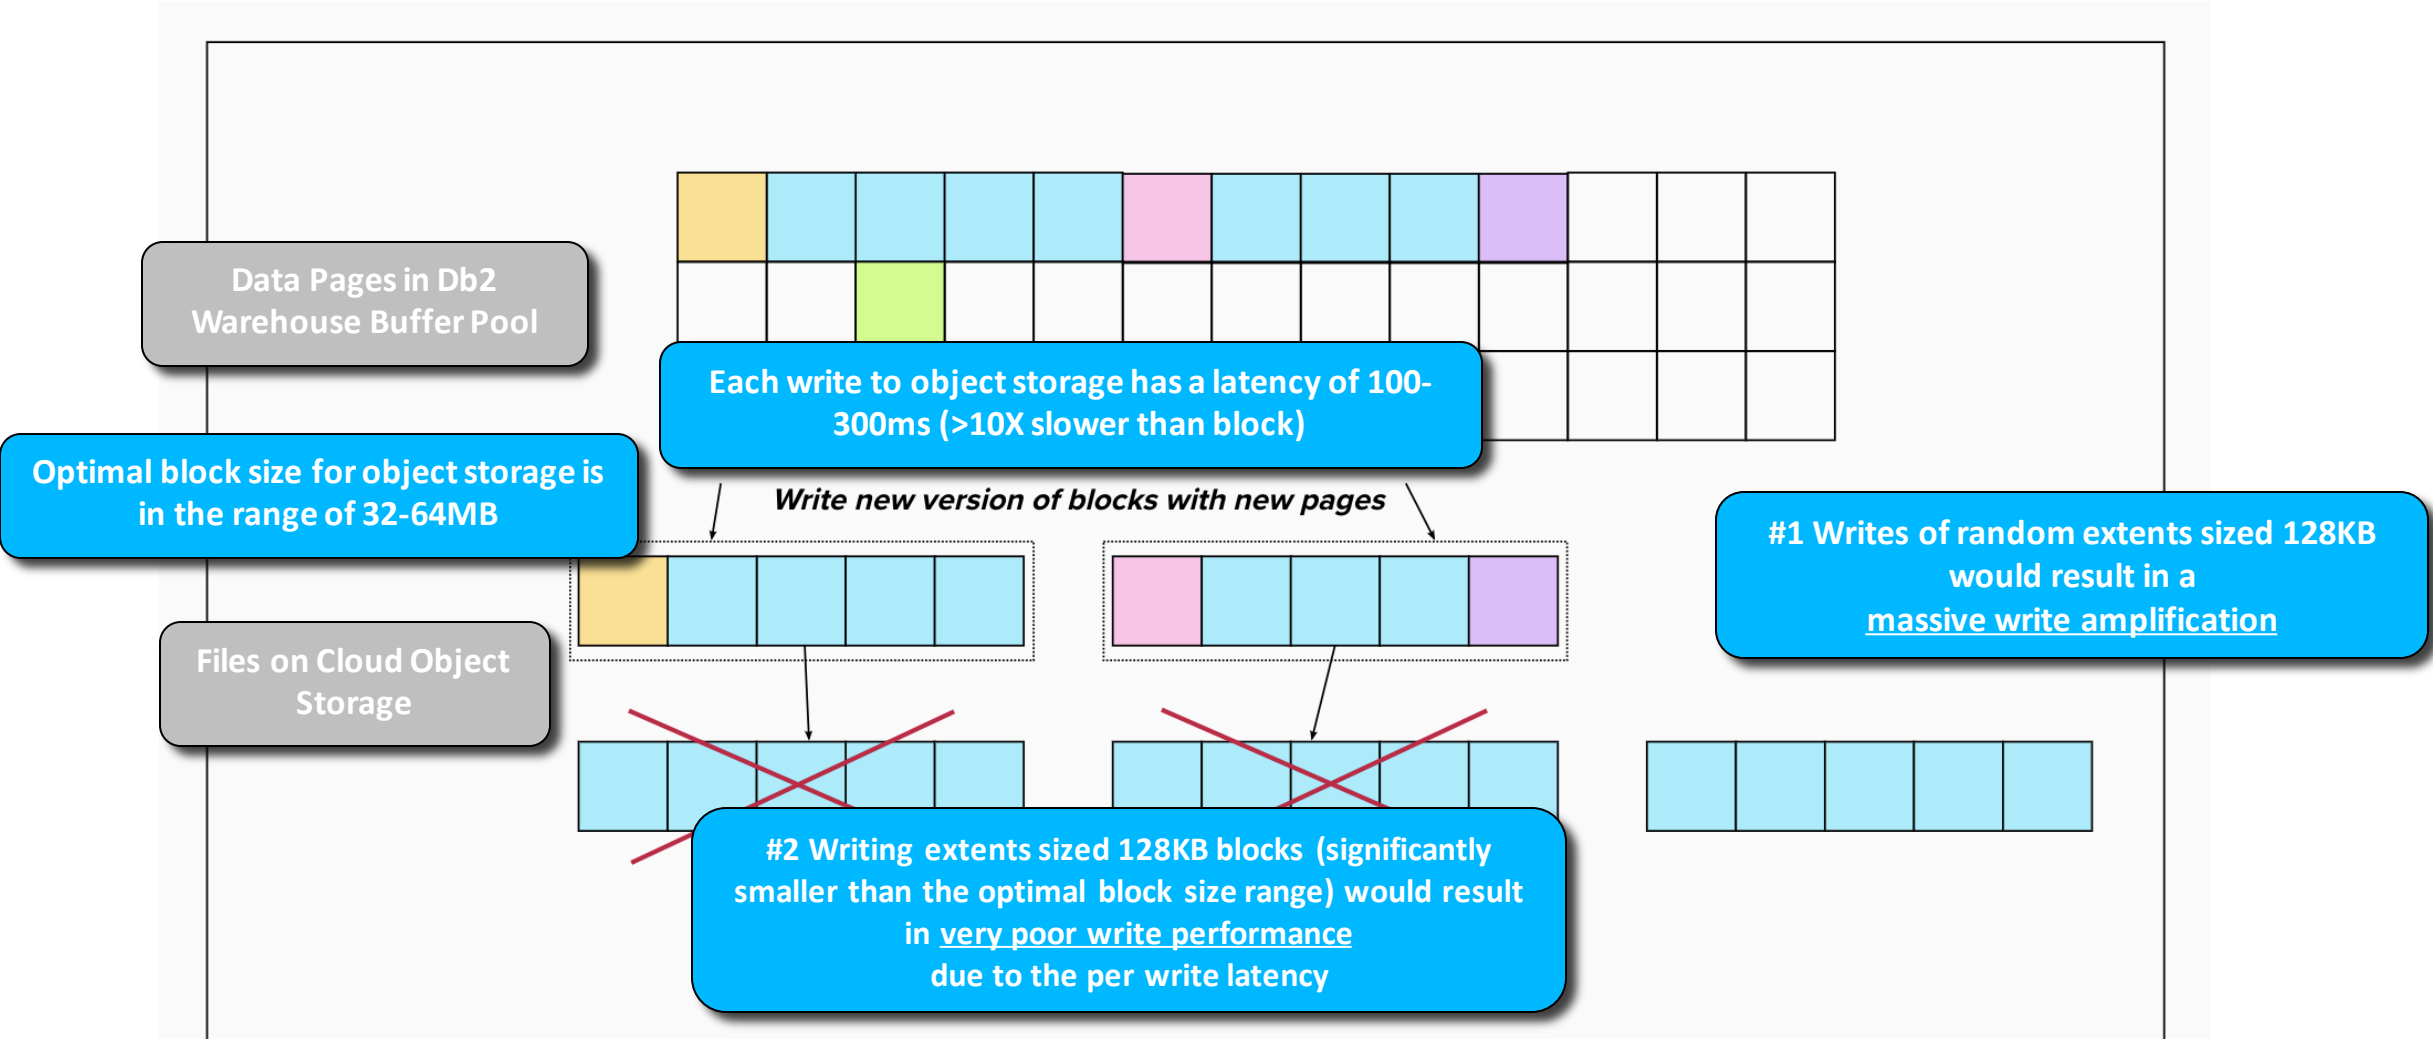 Data Pages in Db2
Warehouse Buffer Pool
Each write to object storage has a latency of 100-
300ms (>10X slower than block)
Optimal block size for object storage is
in the range of 32-64MB
Write new version of blocks with new pages
#1 Writes of random extents sized 128KB
would result in a
massive write amplification
Files on Cloud Object
Storage
#2 Writing extents sized 128KB blocks (significantly
smaller than the optimal block size range) would result
in very poor write performance
due to the per write latency